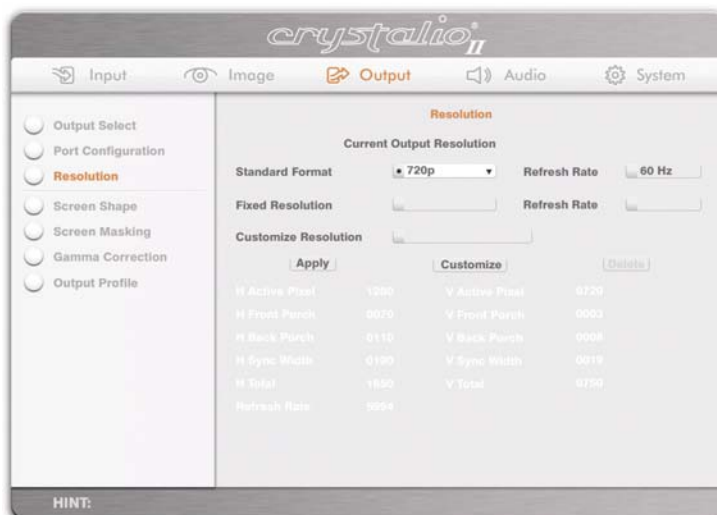 crystalio II
Input Image Output Audio System
Output Select
Port Configuration
Resolution
Screen Shape
Screen Masking
Gamma Correction
Output Profile
Resolution
Current Output Resolution
Standard Format 720p Refresh Rate 60 Hz
Fixed Resolution Refresh Rate
Customize Resolution
Apply Customize Delete
H Active Pixel 1280 V Active Pixel 0720
H Front Porch 0070 V Front Porch 0003
H Back Porch 0110 V Back Porch
H Sync Width V Sync Width
H Total 1650 V Total 0750
Refresh Rate
HINT: